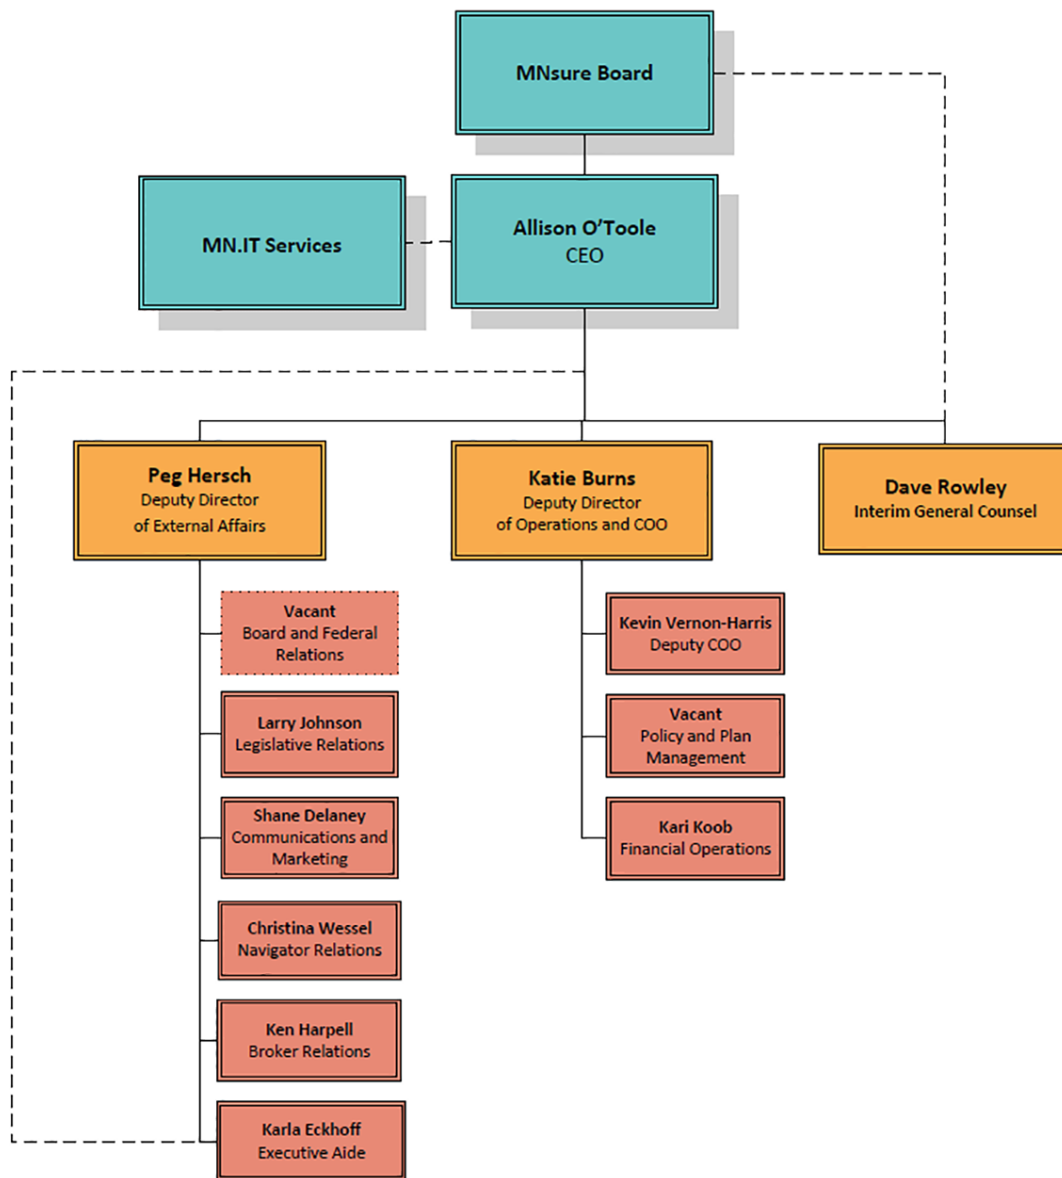 MNsure Board
MN.IT Services
Allison O’Toole
CEO
Peg Hersch
Deputy Director
of External Affairs
Katie Burns
Deputy Director
of Operations and COO
Dave Rowley
Interim General Counsel
Vacant
Board and Federal
Relations
Larry Johnson
Legislative Relations
Shane Delaney
Communications and
Marketing
Christina Wessel
Navigator Relations
Ken Harpell
Broker Relations
Karla Eckhoff
Executive Aide
Kevin Vernon-Harris
Deputy COO
Vacant
Policy and Plan
Management
Kari Koob
Financial Operations